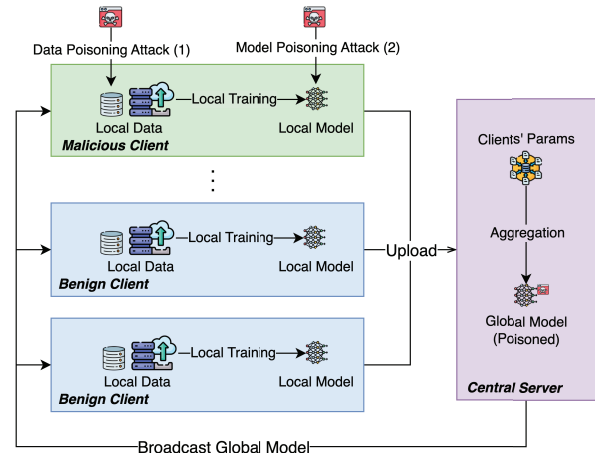 Data Poisoning Attack (1)
Model Poisoning Attack (2)
Local Training
Local Data
Local Model
Malicious Client
Local Training
Local Data
Local Model
Benign Client
Local Training
Local Data
Local Model
Benign Client
Upload
Clients' Params
Aggregation
Global Model
(Poisoned)
Central Server
Broadcast Global Model